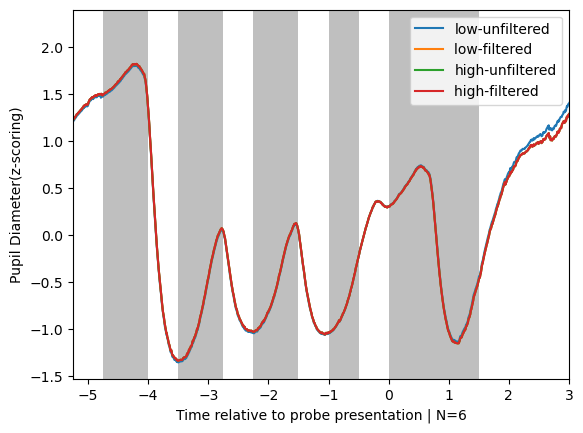 low-unfiltered
low-filtered
high-unfiltered
high-filtered
Pupil Diameter(z-scoring)
2.0
1.5
1.0
0.5
0.0
−0.5
−1.0
−1.5
−5 −4 −3 −2 −1 0 1 2 3
Time relative to probe presentation | N=6